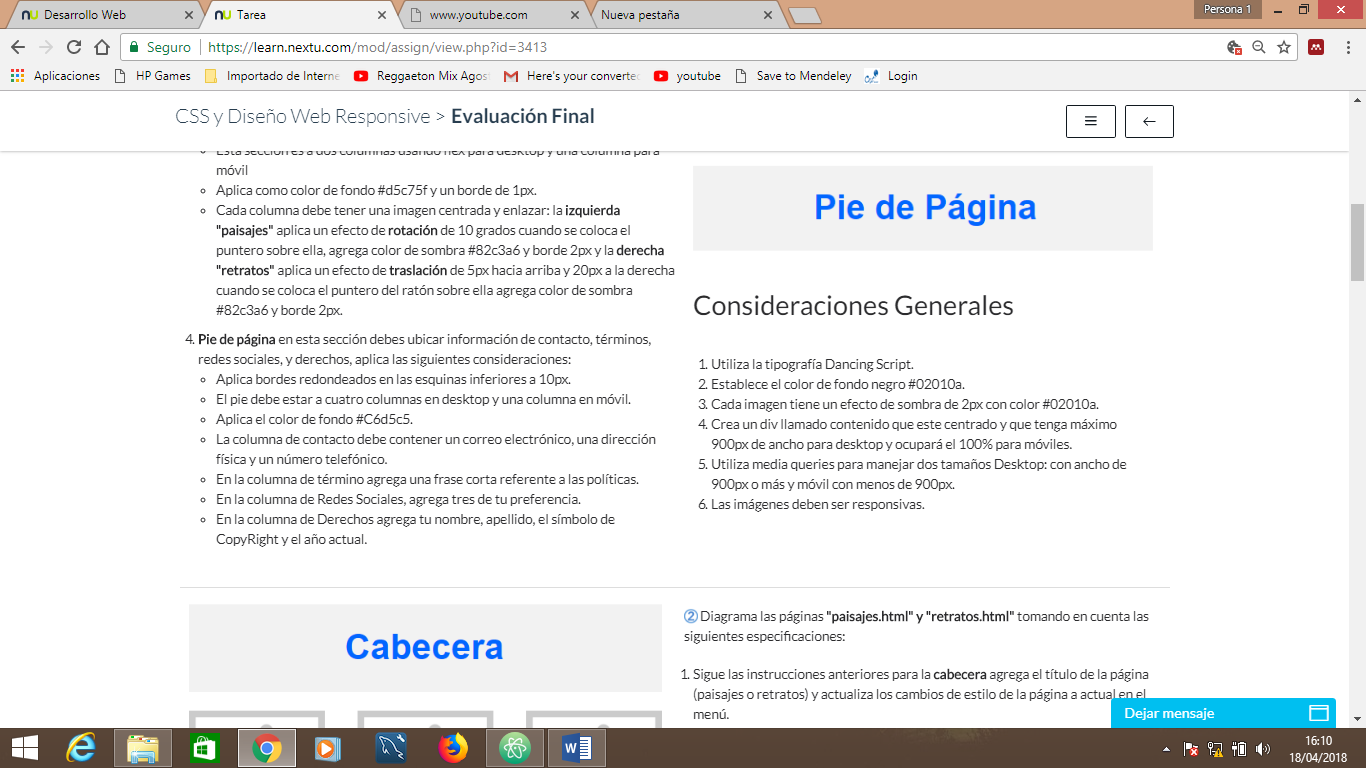 Desarrollo Web
Tarea
www.youtube.com
Nueva pestaña
Persona 1
Seguro
https://learn.nextu.com/mod/assign/view.php?id=3413
Aplicaciones
HP Games
Importado de Interne
Reggaeton Mix Agos
Here's your converte
youtube
Save to Mendeley
Login
CSS y Diseño Web Responsive > Evaluación Final
Esta sección es a dos columnas usando flex para desktop y una columna para
móvil
Aplica como color de fondo #d5c75f y un borde de 1px.
Cada columna debe tener una imagen centrada y enlazar: la izquierda
"paisajes" aplica un efecto de rotación de 10 grados cuando se coloca el
puntero sobre ella, agrega color de sombra #82c3a6 y borde 2px y la derecha
"retratos" aplica un efecto de traslación de 5px hacia arriba y 20px a la derecha
cuando se coloca el puntero del ratón sobre ella agrega color de sombra
#82c3a6 y borde 2px.
4. Pie de página en esta sección debes ubicar información de contacto, términos,
redes sociales, y derechos, aplica las siguientes consideraciones:
Aplica bordes redondeados en las esquinas inferiores a 10px.
El pie debe estar a cuatro columnas en desktop y una columna en móvil.
Aplica el color de fondo #C6d5c5.
La columna de contacto debe contener un correo electrónico, una dirección
física y un número telefónico.
En la columna de término agrega una frase corta referente a las políticas.
En la columna de Redes Sociales, agrega tres de tu preferencia.
En la columna de Derechos agrega tu nombre, apellido, el símbolo de
CopyRight y el año actual.
Pie de Página
Consideraciones Generales
1. Utiliza la tipografía Dancing Script.
2. Establece el color de fondo negro #02010a.
3. Cada imagen tiene un efecto de sombra de 2px con color #02010a.
4. Crea un div llamado contenido que este centrado y que tenga máximo
900px de ancho para desktop y ocupará el 100% para móviles.
5. Utiliza media queries para manejar dos tamaños Desktop: con ancho de
900px o más y móvil con menos de 900px.
6. Las imágenes deben ser responsivas.
Cabecera
2 Diagrama las páginas "paisajes.html" y "retratos.html" tomando en cuenta las
siguientes especificaciones:
1. Sigue las instrucciones anteriores para la cabecera agrega el título de la página
(paisajes o retratos) y actualiza los cambios de estilo de la página a actual en el
menú.
Dejar mensaje
16:10
18/04/2018